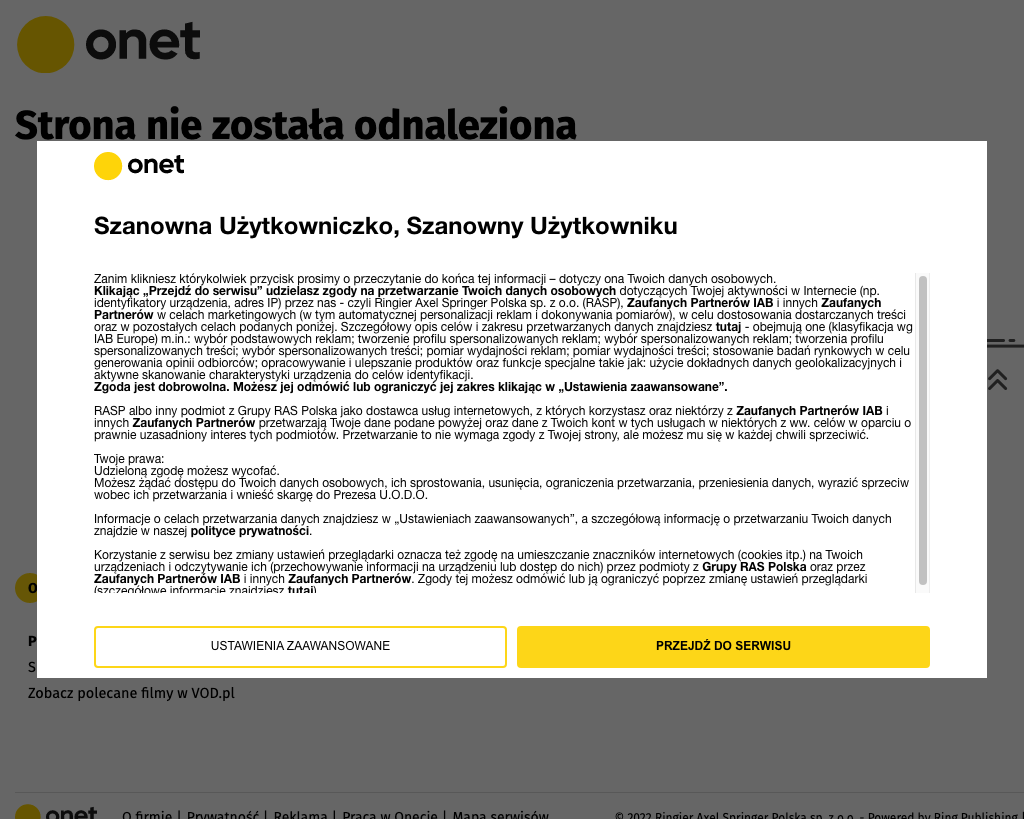 onet
Strona nie została odnaleziona
onet
Szanowna Użytkowniczko, Szanowny Użytkowniku
Zanim klikniesz którykolwiek przycisk prosimy o przeczytanie do końca tej informacji – dotyczy ona Twoich danych osobowych.
Klikając „Przejdź do serwisu” udzielasz zgody na przetwarzanie Twoich danych osobowych dotyczących Twojej aktywności w Internecie (np.
identyfikatory urządzenia, adres IP) przez nas - czyli Ringier Axel Springer Polska sp. z o.o. (RASP), Zaufanych Partnerów IAB i innych Zaufanych
Partnerów w celach marketingowych (w tym automatycznej personalizacji reklam i dokonywania pomiarów), w celu dostosowania dostarczanych treści
oraz w pozostałych celach podanych poniżej. Szczegółowy opis celów i zakresu przetwarzanych danych znajdziesz tutaj - obejmują one (klasyfikacja wg
IAB Europe) m.in.: wybór podstawowych reklam; tworzenie profilu spersonalizowanych reklam; wybór spersonalizowanych reklam; tworzenia profilu
spersonalizowanych treści; wybór spersonalizowanych treści; pomiar wydajności reklam; pomiar wydajności treści; stosowanie badań rynkowych w celu
generowania opinii odbiorców; opracowywanie i ulepszanie produktów oraz funkcje specjalne takie jak: użycie dokładnych danych geolokalizacyjnych i
aktywne skanowanie charakterystyki urządzenia do celów identyfikacji.
Zgoda jest dobrowolna. Możesz jej odmówić lub ograniczyć jej zakres klikając w „Ustawienia zaawansowane”.
RASP albo inny podmiot z Grupy RAS Polska jako dostawca usług internetowych, z których korzystasz oraz niektórzy z Zaufanych Partnerów IAB i
innych Zaufanych Partnerów przetwarzają Twoje dane podane powyżej oraz dane z Twoich kont w tych usługach w niektórych z ww. celów w oparciu o
prawnie uzasadniony interes tych podmiotów. Przetwarzanie to nie wymaga zgody z Twojej strony, ale możesz mu się w każdej chwili sprzeciwić.
Twoje prawa:
Udzieloną zgodę możesz wycofać.
Możesz żądać dostępu do Twoich danych osobowych, ich sprostowania, usunięcia, ograniczenia przetwarzania, przeniesienia danych, wyrazić sprzeciw
wobec ich przetwarzania i wnieść skargę do Prezesa U.O.D.O.
Informacje o celach przetwarzania danych znajdziesz w „Ustawieniach zaawansowanych”, a szczegółową informację o przetwarzaniu Twoich danych
znajdzie w naszej polityce prywatności.
Korzystanie z serwisu bez zmiany ustawień przeglądarki oznacza też zgodę na umieszczanie znaczników internetowych (cookies itp.) na Twoich
urządzeniach i odczytywanie ich (przechowywanie informacji na urządzeniu lub dostęp do nich) przez podmioty z Grupy RAS Polska oraz przez
Zaufanych Partnerów IAB i innych Zaufanych Partnerów. Zgody tej możesz odmówić lub ją ograniczyć poprzez zmianę ustawień przeglądarki
(szczegółowe informacje znajdziesz tutaj)
USTAWIENIA ZAAWANSOWANE
PRZEJDŹ DO SERWISU
Zobacz polecane filmy w VOD.pl
onet
O firmie | Prywatność | Reklama | Praca w Onecie | Mapa serwisów
© 2022 Ringier Axel Springer Polska sp. z o.o. - Powered by Ring Publishing